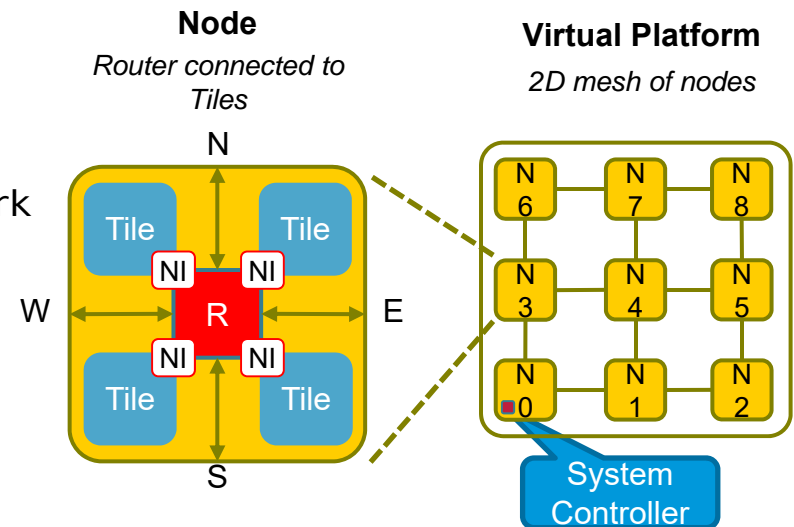 Node
Router connected to
Tiles
N
rk
Tile
Tile
NI
NI
W
R
E
NI
NI
Tile
Tile
S
Virtual Platform
2D mesh of nodes
N
6
N
7
N
8
N
3
N
4
N
5
N
0
N
1
N
2
System
Controller